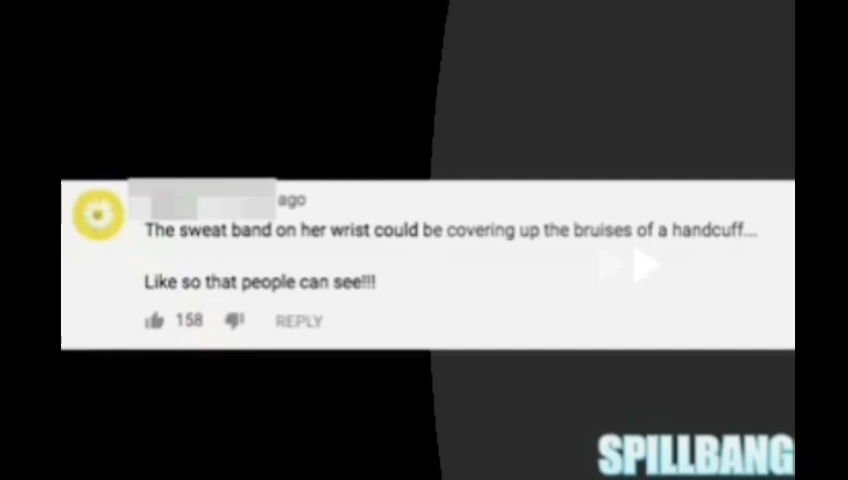 ago
The sweat band on her wrist could be covering up the bruises of a handcuff...
Like so that people can see!!!
158 REPLY
SPILLBANG